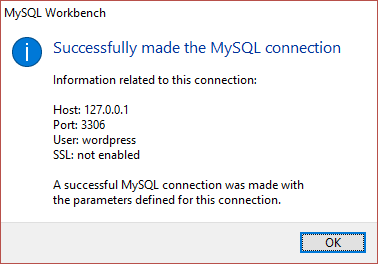 MySQL Workbench
Successfully made the MySQL connection
Information related to this connection:
Host: 127.0.0.1
Port: 3306
User: wordpress
SSL: not enabled
A successful MySQL connection was made with
the parameters defined for this connection.
OK